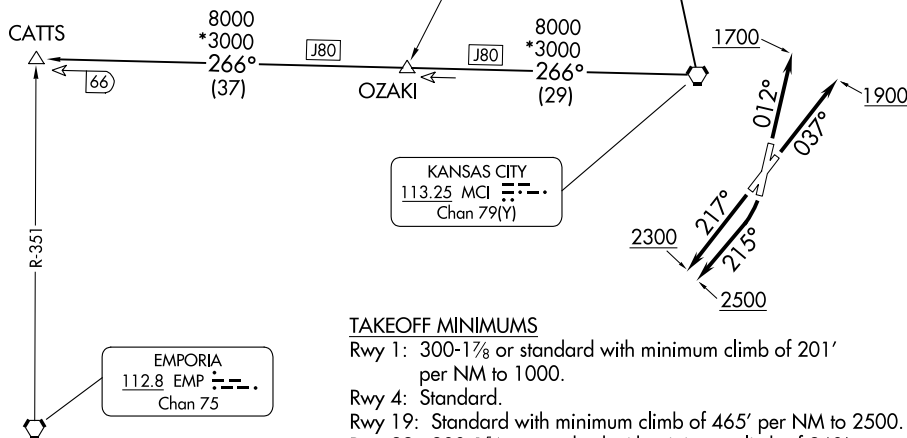 CATTS
8000
*3000
266°
(37)
J80
66
OZAKI
J80
8000
*3000
266°
(29)
1700
1900
012°
037°
KANSAS CITY
113.25 MCI
Chan 79(Y)
217°
215°
2300
2500
R-351
EMPORIA
112.8 EMP
Chan 75
TAKEOFF MINIMUMS
Rwy 1: 300-1⅞ or standard with minimum climb of 201'
per NM to 1000.
Rwy 4: Standard.
Rwy 19: Standard with minimum climb of 465' per NM to 2500.